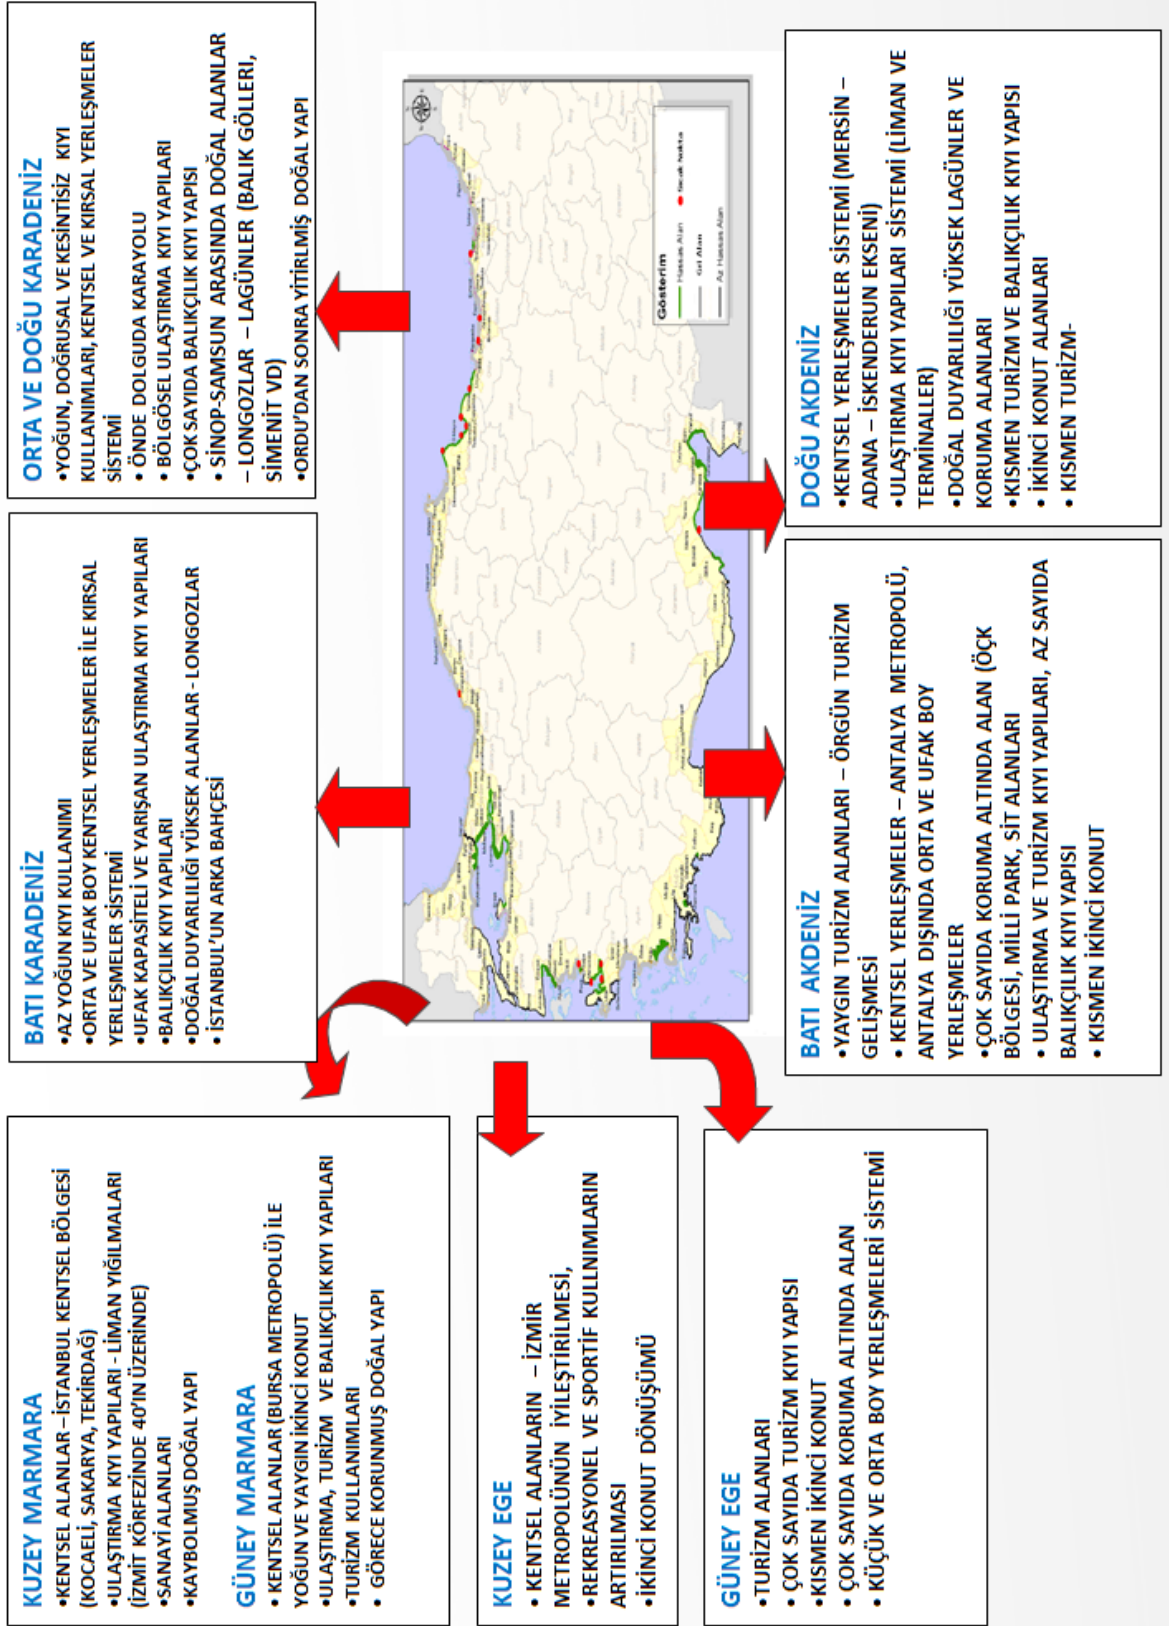 KUZEY MARMARA
•KENTSEL ALANLAR – İSTANBUL KENTSEL BÖLGESİ
(KOCAELİ, SAKARYA, TEKİRDAĞ)
•ULAŞTIRMA KIYI YAPILARI - LİMAN YIĞILMALARI
(İZMİT KÖRFEZİNDE 40'IN ÜZERİNDE)
•SANAYİ ALANLARI
•KAYBOLMUŞ DOĞAL YAPI
GÜNEY MARMARA
• KENTSEL ALANLAR (BURSA METROPOLÜ) İLE
YOĞUN VE YAYGIN İKİNCİ KONUT
•ULAŞTIRMA, TURİZM VE BALIKÇILIK KIYI YAPILARI
•TURİZM KULLANIMLARI
• GÖRECE KORUNMUŞ DOĞAL YAPI
BATI KARADENİZ
•AZ YOĞUN KIYI KULLANIMI
•ORTA VE UFAK BOY KENTSEL YERLEŞMELER İLE KIRSAL
YERLEŞMELER SİSTEMİ
•UFAK KAPASİTELİ VE YARIŞAN ULAŞTIRMA KIYI YAPILARI
•BALIKÇILIK KIYI YAPILARI
•DOĞAL DUYARLILIĞI YÜKSEK ALANLAR - LONGOZLAR
• İSTANBUL'UN ARKA BAHÇESİ
ORTA VE DOĞU KARADENİZ
•YOĞUN, DOĞRUSAL VE KESİNTİSİZ KIYI
KULLANIMLARI, KENTSEL VE KIRSAL YERLEŞMELER
SİSTEMİ
• ÖNDE DOLGUDA KARAYOLU
• BÖLGÖSEL ULAŞTIRMA KIYI YAPILARI
•ÇOK SAYIDA BALIKÇILIK KIYI YAPISI
• SİNOP-SAMSUN ARASINDA DOĞAL ALANLAR
– LONGOZLAR – LAGÜNLER (BALIK GÖLLERI,
SİMENİT VD)
•ORDU'DAN SONRA YİTİRLMİŞ DOĞAL YAPI
KUZEY EGE
• KENTSEL ALANLARIN – İZMİR
METROPOLÜNÜN İYİLEŞTİRİLMESİ,
•REKREASYONEL VE SPORTİF KULLNIMLARIN
ARTIRILMASI
•İKİNCİ KONUT DÖNÜŞÜMÜ
Gösterim
Hassas Alan
Sıcak Nokta
Gri Alan
Az Hassas Alan
GÜNEY EGE
•TURİZM ALANLARI
• ÇOK SAYIDA TURİZM KIYI YAPISI
•KISMEN İKİNCİ KONUT
• ÇOK SAYIDA KORUMA ALTINDA ALAN
• KÜÇÜK VE ORTA BOY YERLEŞMELERİ SİSTEMİ
BATI AKDENİZ
•YAYGIN TURİZM ALANLARI – ÖRGÜN TURİZM
GELİŞMESİ
• KENTSEL YERLEŞMELER – ANTALYA METROPOLÜ,
ANTALYA DIŞINDA ORTA VE UFAK BOY
YERLEŞMELER
•ÇOK SAYIDA KORUMA ALTINDA ALAN (ÖÇK
BÖLGESİ, MİLLİ PARK, SİT ALANLARI
• ULAŞTIRMA VE TURİZM KIYI YAPILARI, AZ SAYIDA
BALIKÇILIK KIYI YAPISI
• KISMEN İKİNCİ KONUT
DOĞU AKDENİZ
•KENTSEL YERLEŞMELER SİSTEMİ (MERSİN –
ADANA – İSKENDERUN EKSENİ)
•ULAŞTIRMA KIYI YAPILARI SİSTEMİ (LİMAN VE
TERMİNALLER)
•DOĞAL DUYARLILIĞI YÜKSEK LAGÜNLER VE
KORUMA ALANLARI
•KISMEN TURİZM VE BALIKÇILIK KIYI YAPISI
• İKİNCİ KONUT ALANLARI
• KISMEN TURİZM-